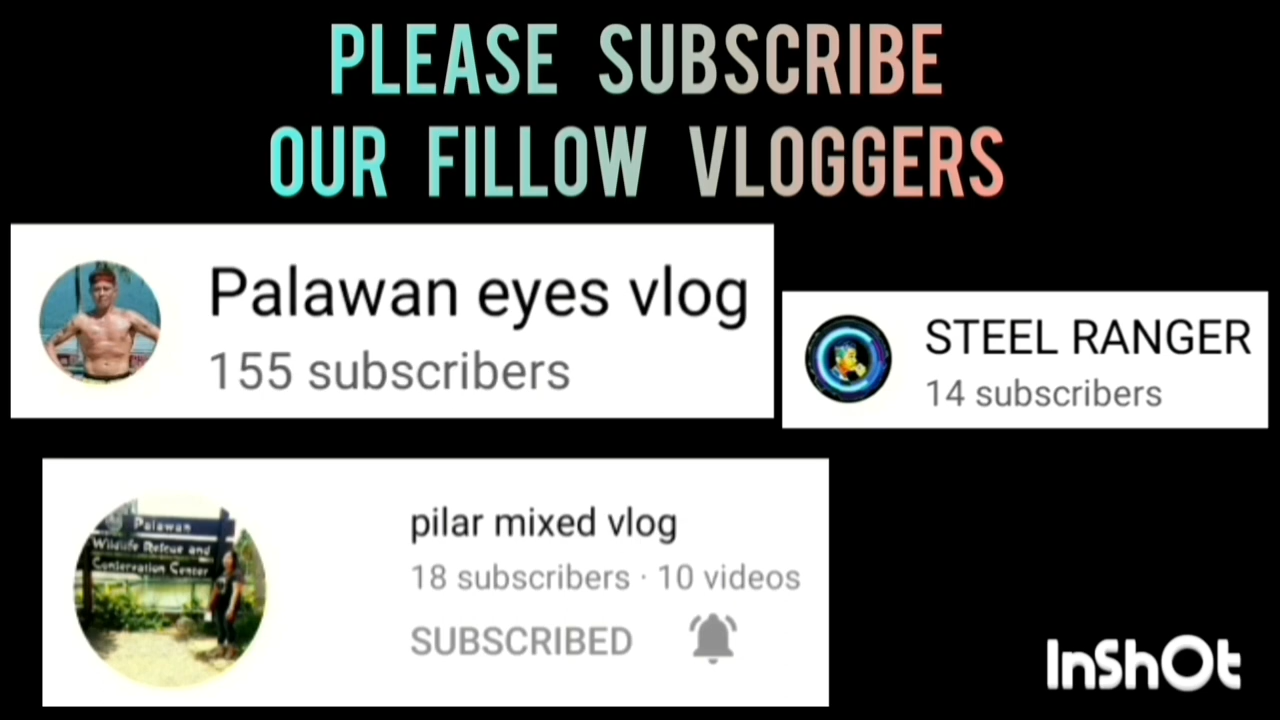 PLEASE SUBSCRIBE
OUR FILLOW VLOGGERS
Palawan eyes vlog
155 subscribers
STEEL RANGER
14 subscribers
Palawan
Wildlife Rescue and
Conservation Center
pilar mixed vlog
18 subscribers · 10 videos
SUBSCRIBED
InShOt